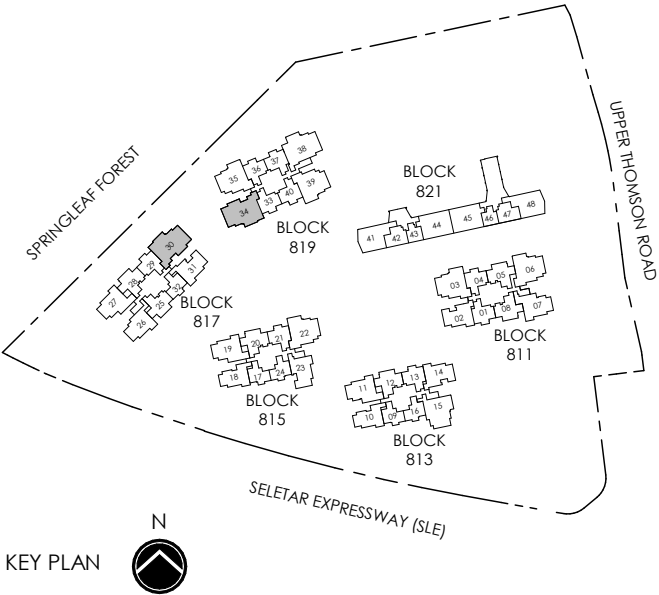 SPRINGLEAF FOREST
UPPER THOMSON ROAD
35 36 37 38
34 33 40 39
BLOCK
819
BLOCK
821
41 42 43 44 45 46 47 48
27 28 29 30
26 25 32 31
BLOCK
817
03 04 05 06
02 01 08 07
BLOCK
811
19 20 21 22
18 17 24 23
BLOCK
815
11 12 13 14
10 09 16 15
BLOCK
813
SELETAR EXPRESSWAY (SLE)
N
KEY PLAN